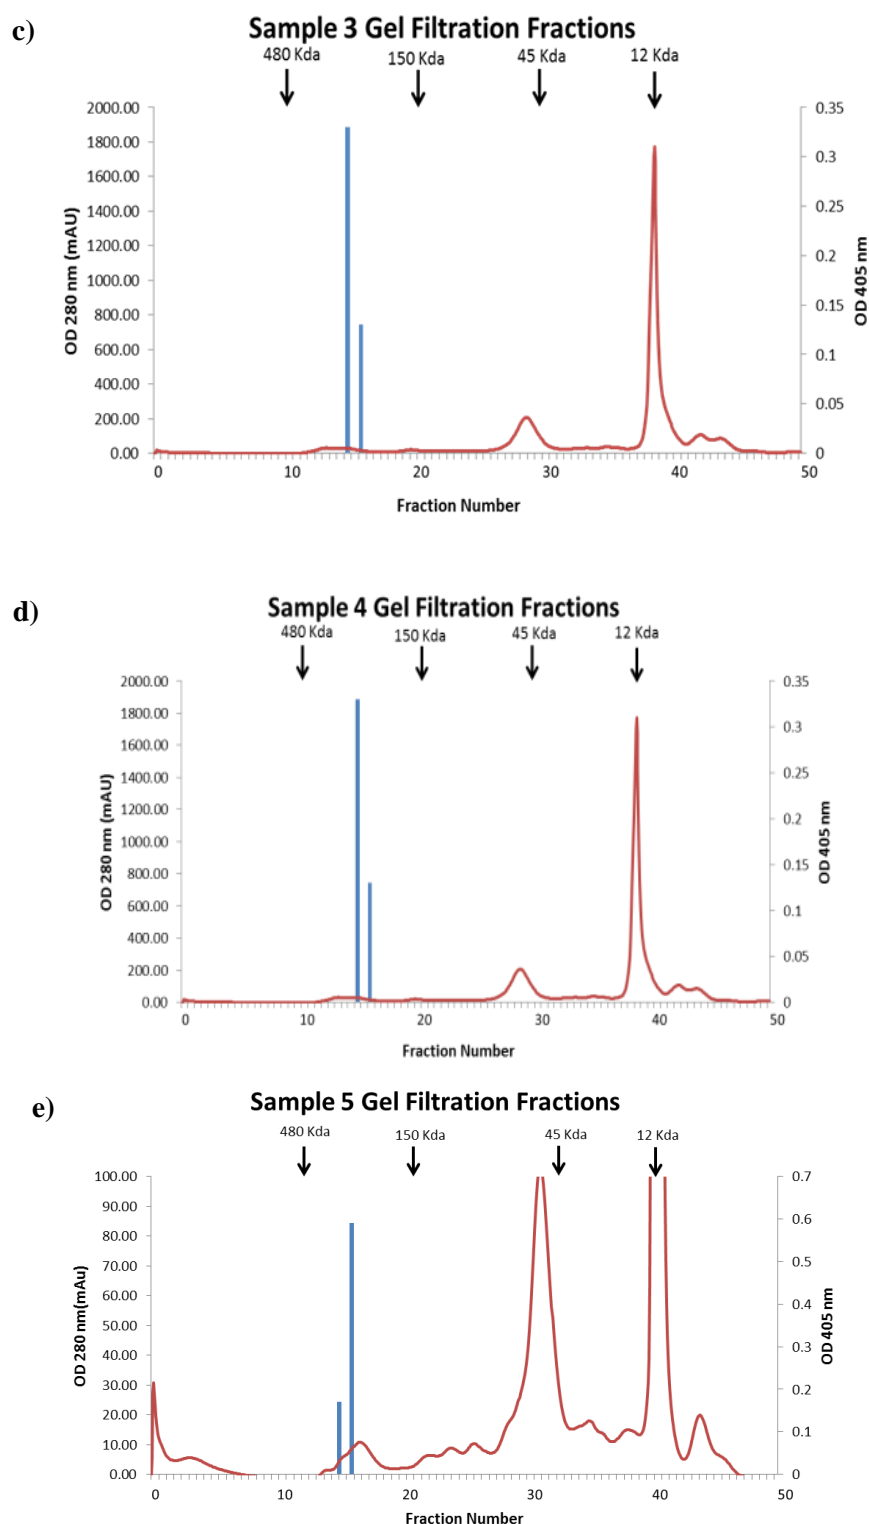 c)
Sample 3 Gel Filtration Fractions
480 Kda 150 Kda 45 Kda 12 Kda
2000.00 0.35
1800.00
1600.00 0.3
1400.00 0.25
1200.00 0.2
1000.00
800.00 0.15
600.00 0.1
400.00
200.00 0.05
0.00 0
OD 280 nm (mAU)
OD 405 nm
0 10 20 30 40 50
Fraction Number
d)
Sample 4 Gel Filtration Fractions
480 Kda 150 Kda 45 Kda 12 Kda
2000.00 0.35
1800.00
1600.00 0.3
1400.00 0.25
1200.00 0.2
1000.00
800.00 0.15
600.00 0.1
400.00
200.00 0.05
0.00 0
OD 280 nm (mAU)
OD 405 nm
0 10 20 30 40 50
Fraction Number
e)
Sample 5 Gel Filtration Fractions
480 Kda 150 Kda 45 Kda 12 Kda
100.00 0.7
90.00 0.6
80.00
70.00 0.5
60.00 0.4
50.00
40.00 0.3
30.00 0.2
20.00
10.00 0.1
0.00 0
OD 280 nm(mAu)
OD 405 nm
0 10 20 30 40 50
Fraction Number